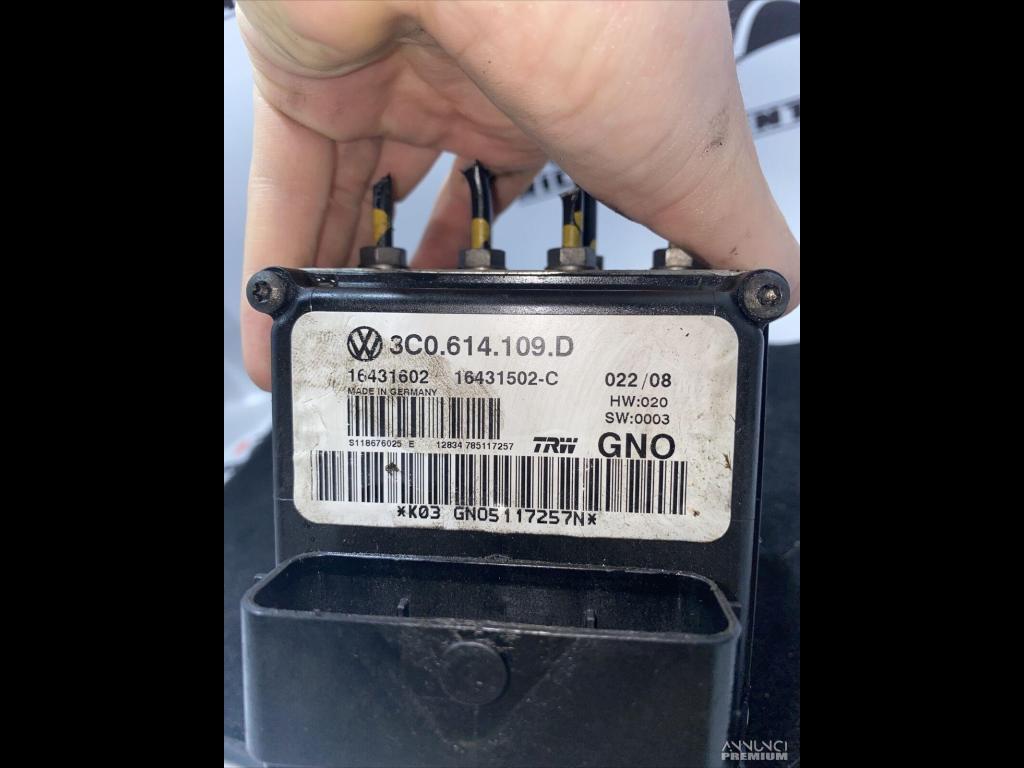 3C0.614.109.D
16431602 16431502-C 022/08
MADE IN GERMANY HW:020
SW:0003
S118676025 E 12834 785117257 TRW GNO
*K03 GN05117257N*
ANNUNCI
PREMIUM